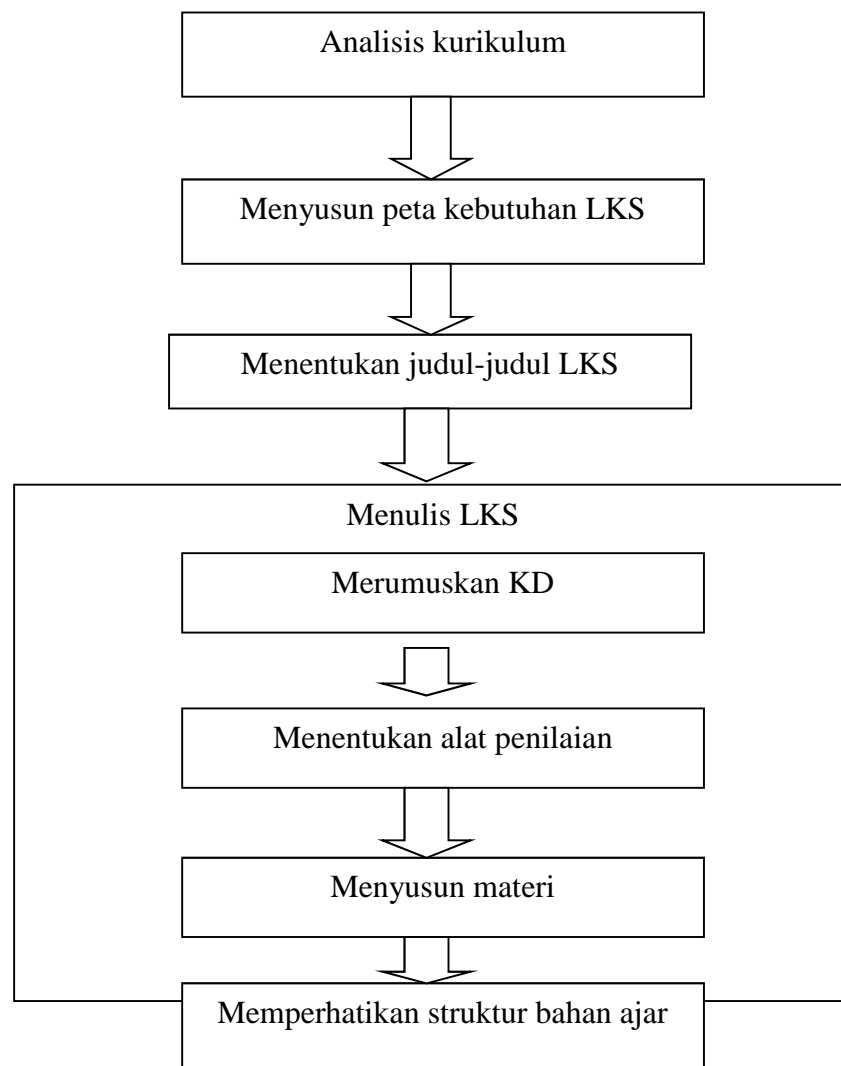 Analisis kurikulum
Menyusun peta kebutuhan LKS
Menentukan judul-judul LKS
Menulis LKS
Merumuskan KD
Menentukan alat penilaian
Menyusun materi
Memperhatikan struktur bahan ajar